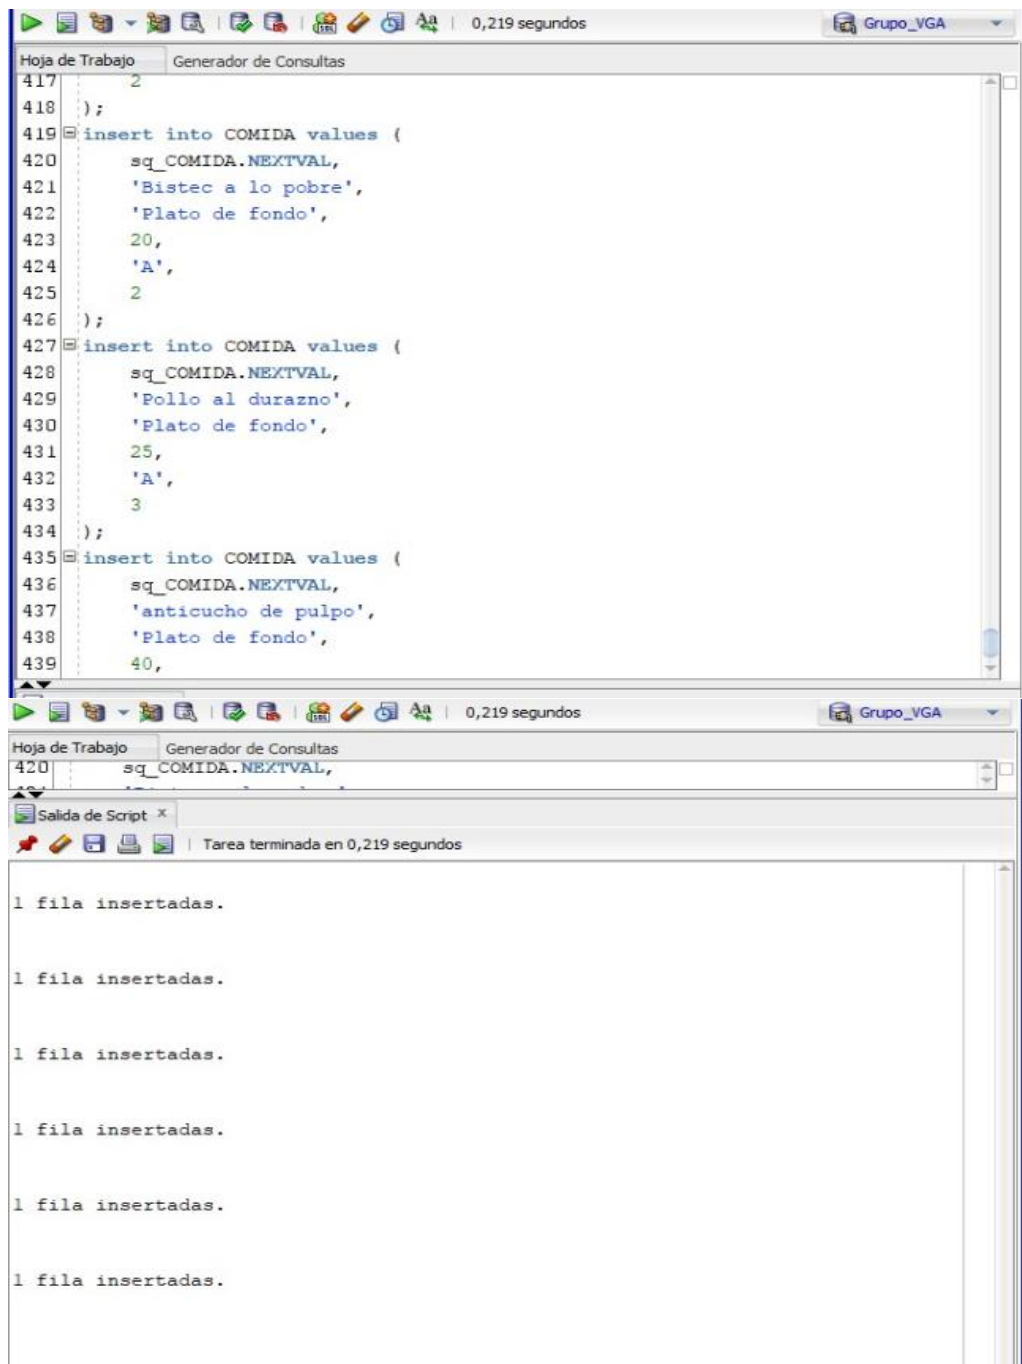 0,219 segundos
Grupo_VGA
Hoja de Trabajo Generador de Consultas
417 2
418 );
419 insert into COMIDA values (
420 sq_COMIDA.NEXTVAL,
421 'Bistec a lo pobre',
422 'Plato de fondo',
423 20,
424 'A',
425 2
426 );
427 insert into COMIDA values (
428 sq_COMIDA.NEXTVAL,
429 'Pollo al durazno',
430 'Plato de fondo',
431 25,
432 'A',
433 3
434 );
435 insert into COMIDA values (
436 sq_COMIDA.NEXTVAL,
437 'anticucho de pulpo',
438 'Plato de fondo',
439 40,
0,219 segundos
Grupo_VGA
Hoja de Trabajo Generador de Consultas
420 sq_COMIDA.NEXTVAL,
Salida de Script x
Tarea terminada en 0,219 segundos
1 fila insertadas.
1 fila insertadas.
1 fila insertadas.
1 fila insertadas.
1 fila insertadas.
1 fila insertadas.